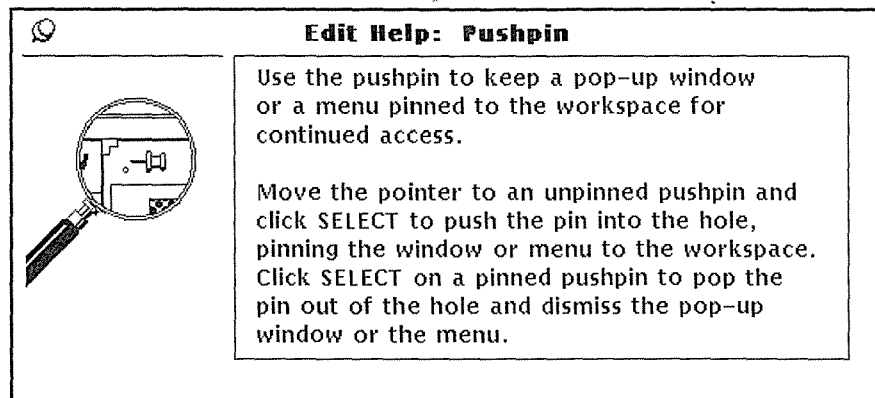 Edit Help: Pushpin
Use the pushpin to keep a pop-up window
or a menu pinned to the workspace for
continued access.
Move the pointer to an unpinned pushpin and
click SELECT to push the pin into the hole,
pinning the window or menu to the workspace.
Click SELECT on a pinned pushpin to pop the
pin out of the hole and dismiss the pop-up
window or the menu.